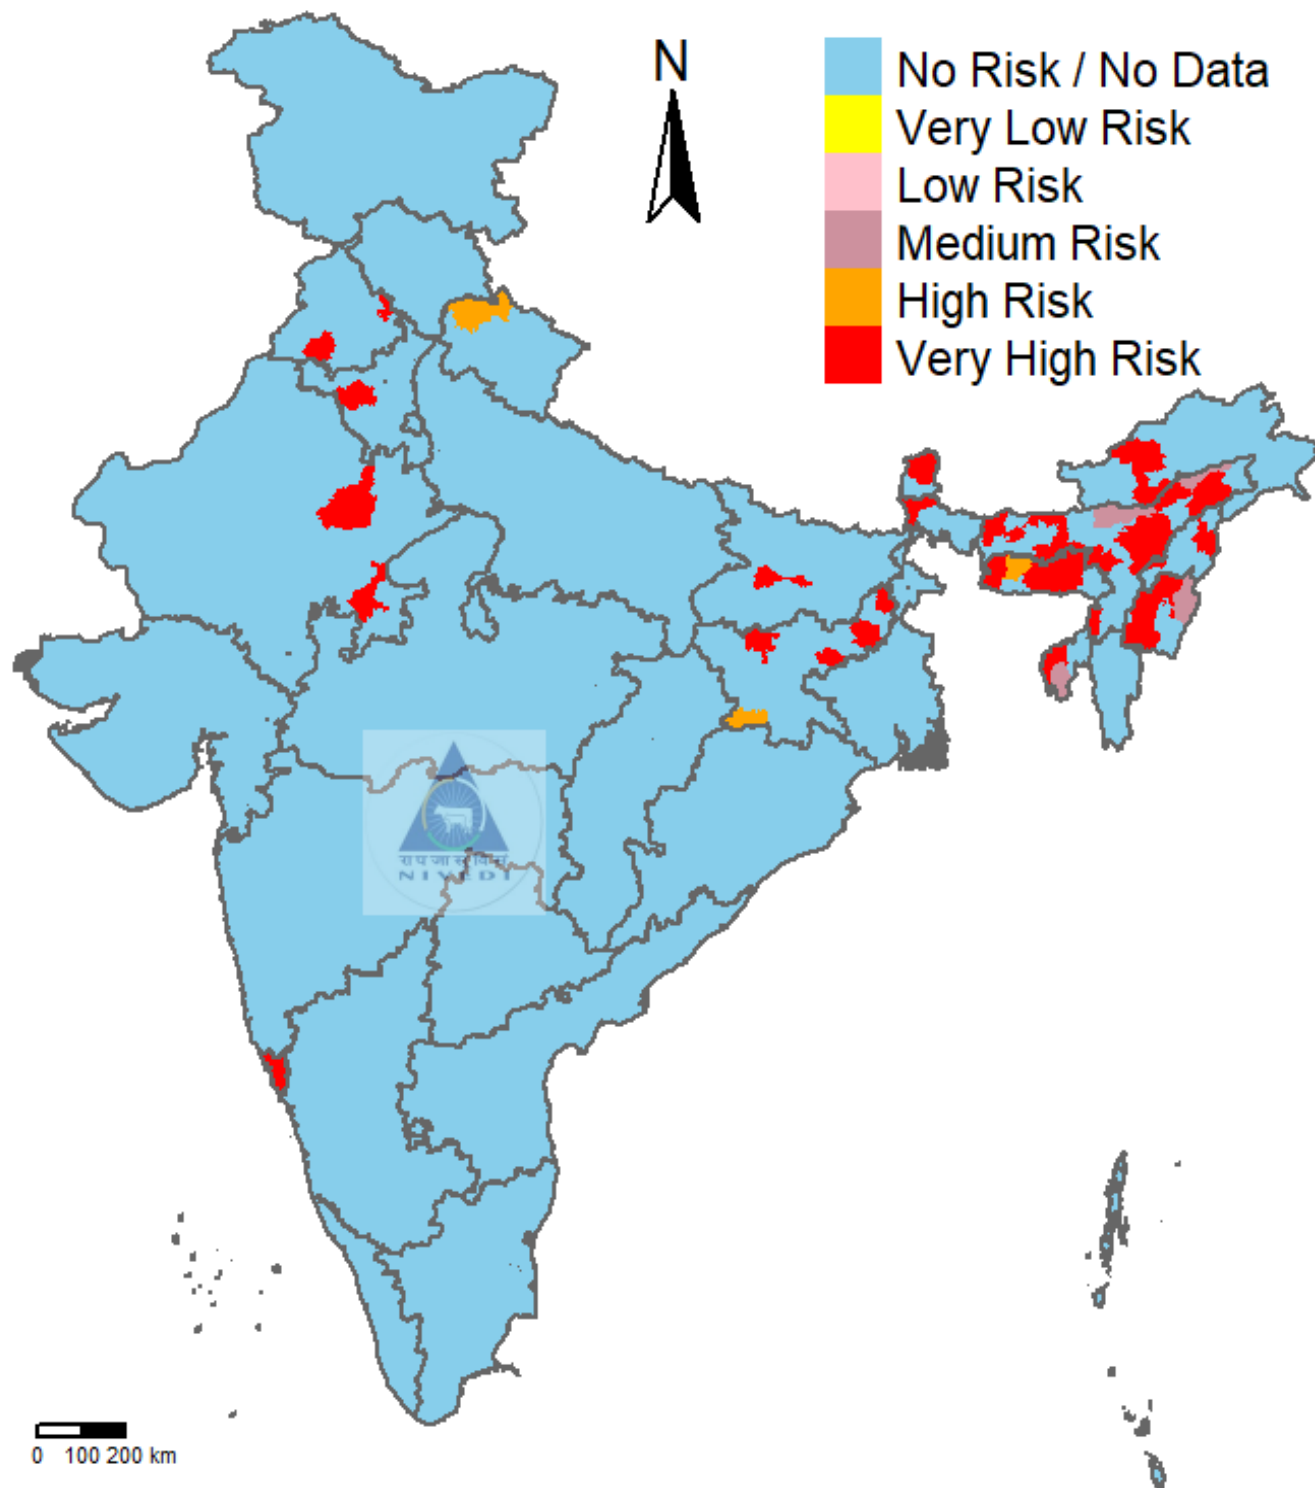 N
No Risk / No Data
Very Low Risk
Low Risk
Medium Risk
High Risk
Very High Risk
NIVEDI
0 100 200 km